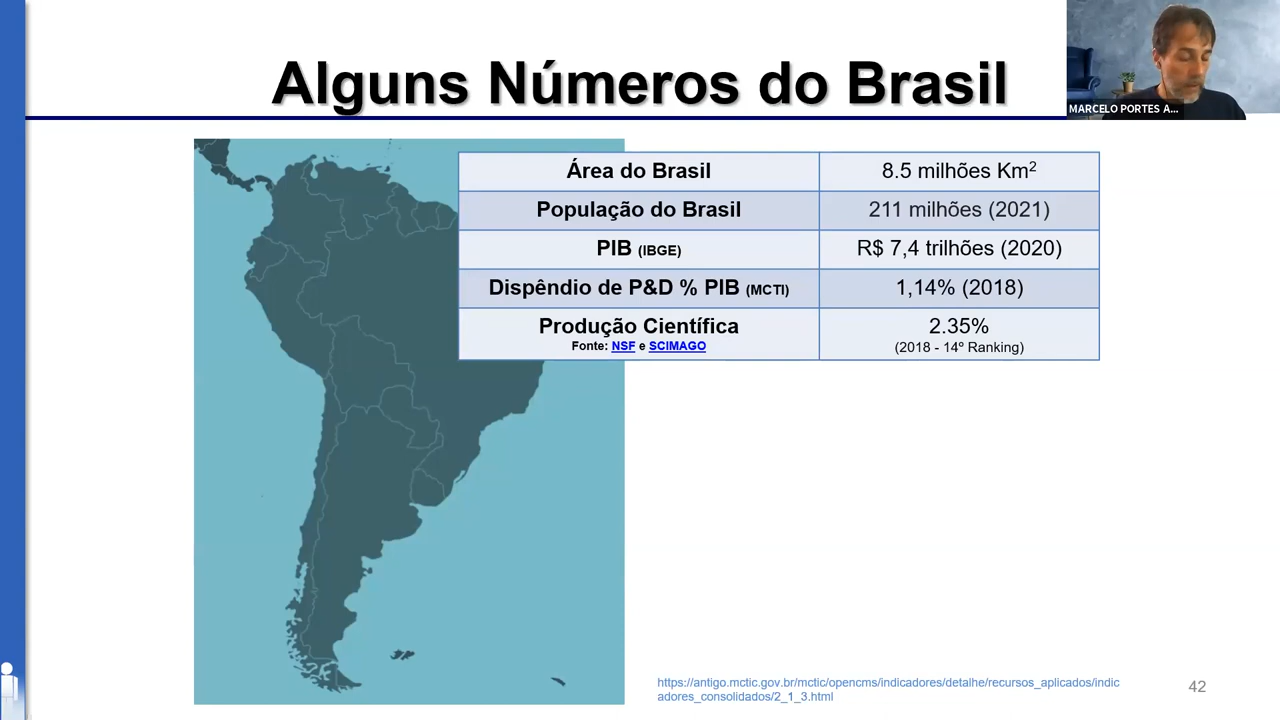 Alguns Números do Brasil
MARCELO PORTES A...
Área do Brasil
8.5 milhões Km²
População do Brasil
211 milhões (2021)
PIB (IBGE)
R$ 7,4 trilhões (2020)
Dispêndio de P&D % PIB (MCTI)
1,14% (2018)
Produção Científica
Fonte: NSF e SCIMAGO
2.35%
(2018 - 14º Ranking)
https://antigo.mctic.gov.br/mctic/opencms/indicadores/detalhe/recursos_aplicados/indic
adores_consolidados/2_1_3.html
42